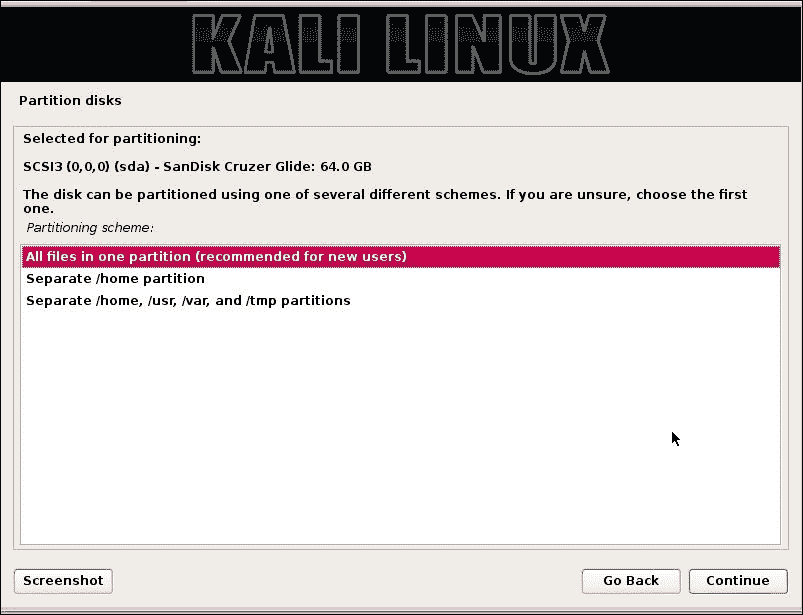 KALI LINUX
Partition disks
Selected for partitioning:
SCSI3 (0,0,0) (sda) - SanDisk Cruzer Glide: 64.0 GB
The disk can be partitioned using one of several different schemes. If you are unsure, choose the first
one.
Partitioning scheme:
All files in one partition (recommended for new users)
Separate /home partition
Separate /home, /usr, /var, and /tmp partitions
Screenshot Go Back Continue